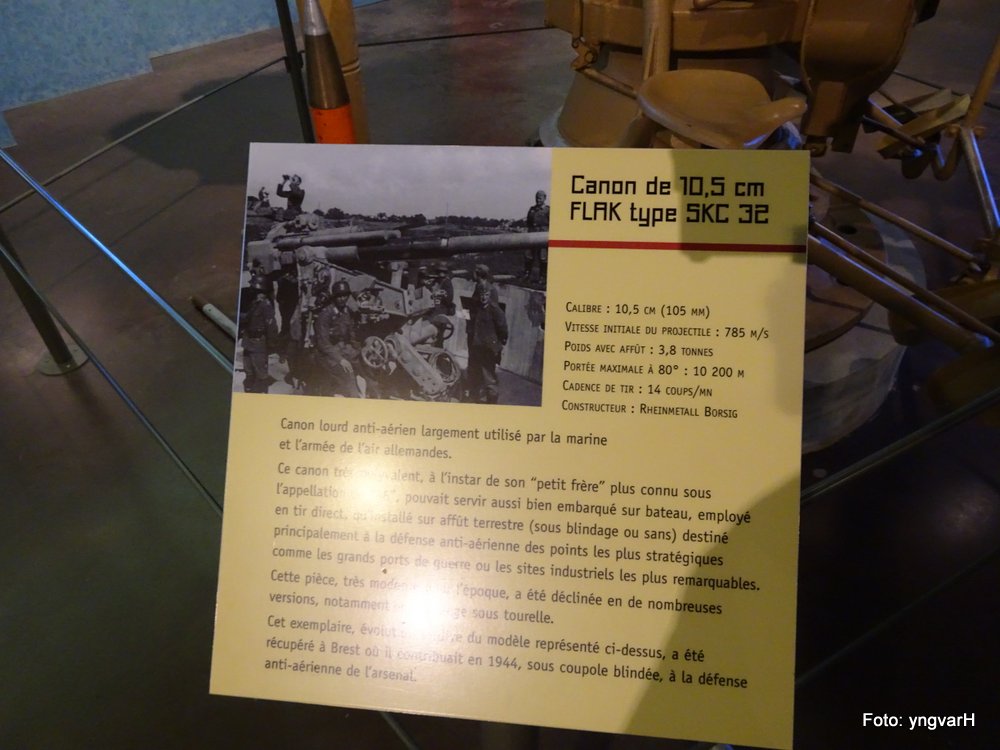 Canon de 10,5 cm
FLAK type SKC 32
CALIBRE : 10,5 CM (105 MM)
VITESSE INITIALE DU PROJECTILE : 785 M/S
POIDS AVEC AFFÛT : 3,8 TONNES
PORTÉE MAXIMALE À 80° : 10 200 M
CADENCE DE TIR : 14 COUPS/MN
CONSTRUCTEUR : RHEINMETALL BORSIG
Canon lourd anti-aérien largement utilisé par la marine
et l'armée de l'air allemandes.
Ce canon très polyvalent, à l'instar de son "petit frère" plus connu sous
l'appellation pouvait servir aussi bien embarqué sur bateau, employé
en tir direct, qu'installé sur affût terrestre (sous blindage ou sans) destiné
principalement à la défense anti-aérienne des points les plus stratégiques
comme les grands ports de guerre ou les sites industriels les plus remarquables.
Cette pièce, très l'époque, a été déclinée en de nombreuses
versions, notamment sous tourelle.
Cet exemplaire, du modèle représenté ci-dessus, a été
récupéré à Brest où il contribuait en 1944, sous coupole blindée, à la défense
anti-aérienne de l'arsenal.
Foto: yngvarH